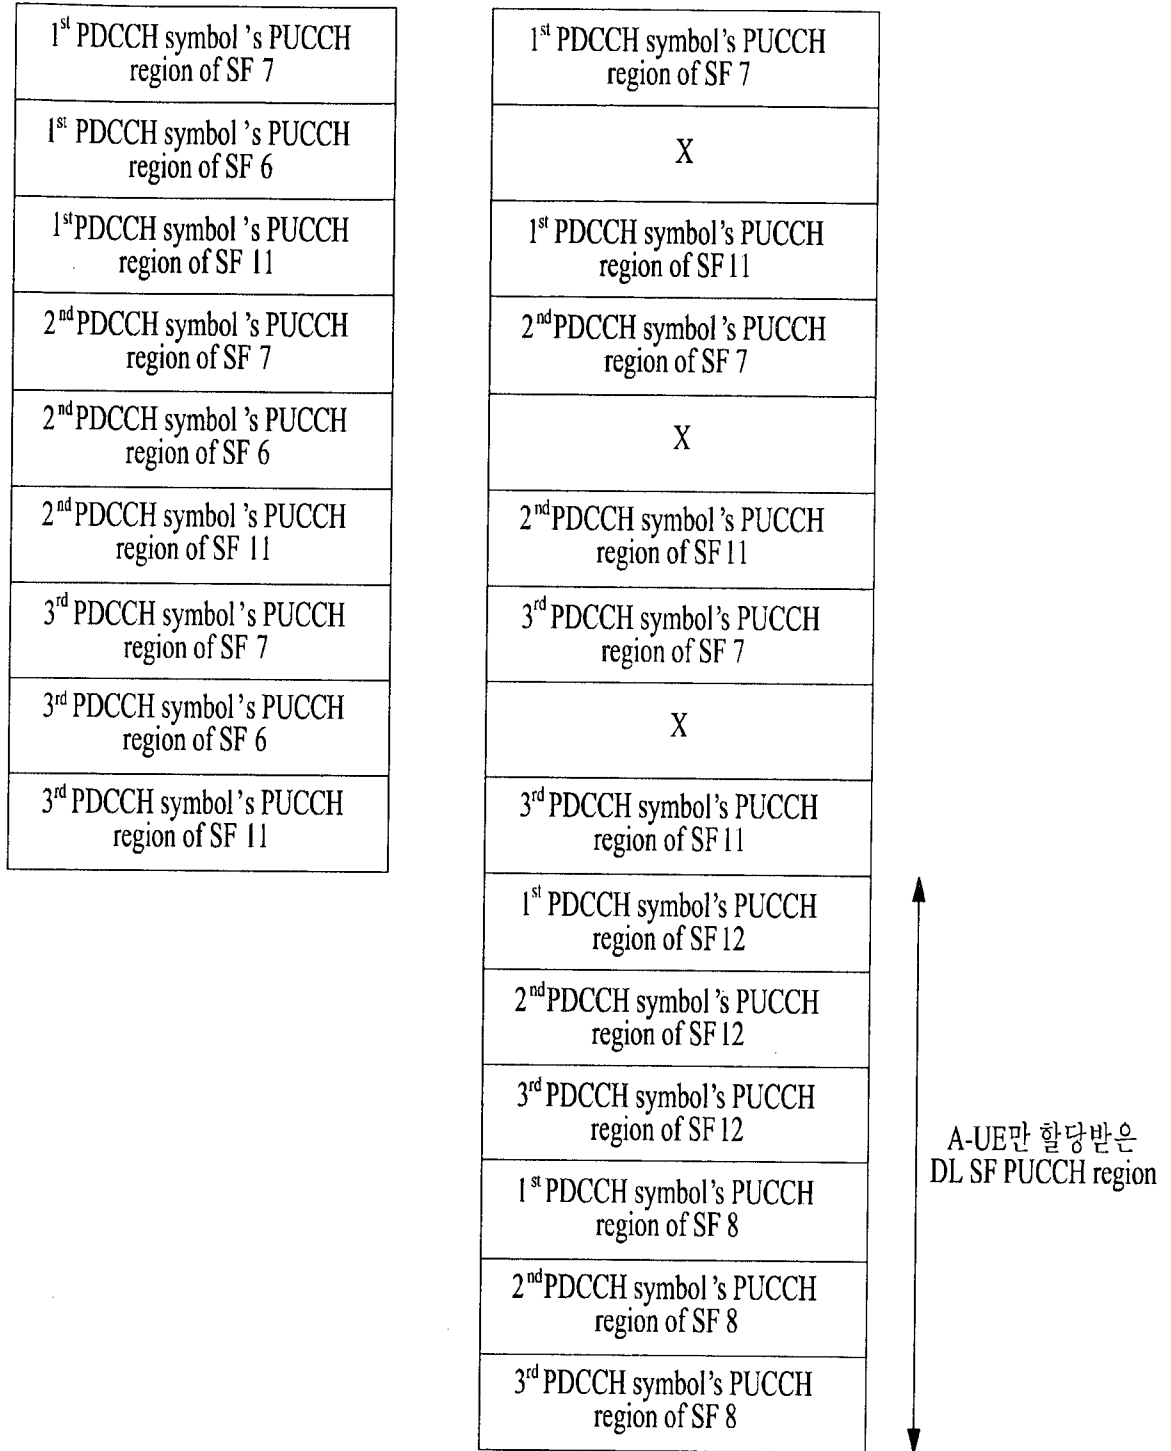 1st PDCCH symbol's PUCCH
region of SF 7
1st PDCCH symbol's PUCCH
region of SF 6
1st PDCCH symbol's PUCCH
region of SF 11
2nd PDCCH symbol's PUCCH
region of SF 7
2nd PDCCH symbol's PUCCH
region of SF 6
2nd PDCCH symbol's PUCCH
region of SF 11
3rd PDCCH symbol's PUCCH
region of SF 7
3rd PDCCH symbol's PUCCH
region of SF 6
3rd PDCCH symbol's PUCCH
region of SF 11
1st PDCCH symbol's PUCCH
region of SF 7
X
1st PDCCH symbol's PUCCH
region of SF 11
2nd PDCCH symbol's PUCCH
region of SF 7
X
2nd PDCCH symbol's PUCCH
region of SF 11
3rd PDCCH symbol's PUCCH
region of SF 7
X
3rd PDCCH symbol's PUCCH
region of SF 11
1st PDCCH symbol's PUCCH
region of SF 12
2nd PDCCH symbol's PUCCH
region of SF 12
3rd PDCCH symbol's PUCCH
region of SF 12
1st PDCCH symbol's PUCCH
region of SF 8
2nd PDCCH symbol's PUCCH
region of SF 8
3rd PDCCH symbol's PUCCH
region of SF 8
A-UE만 할당받은
DL SF PUCCH region